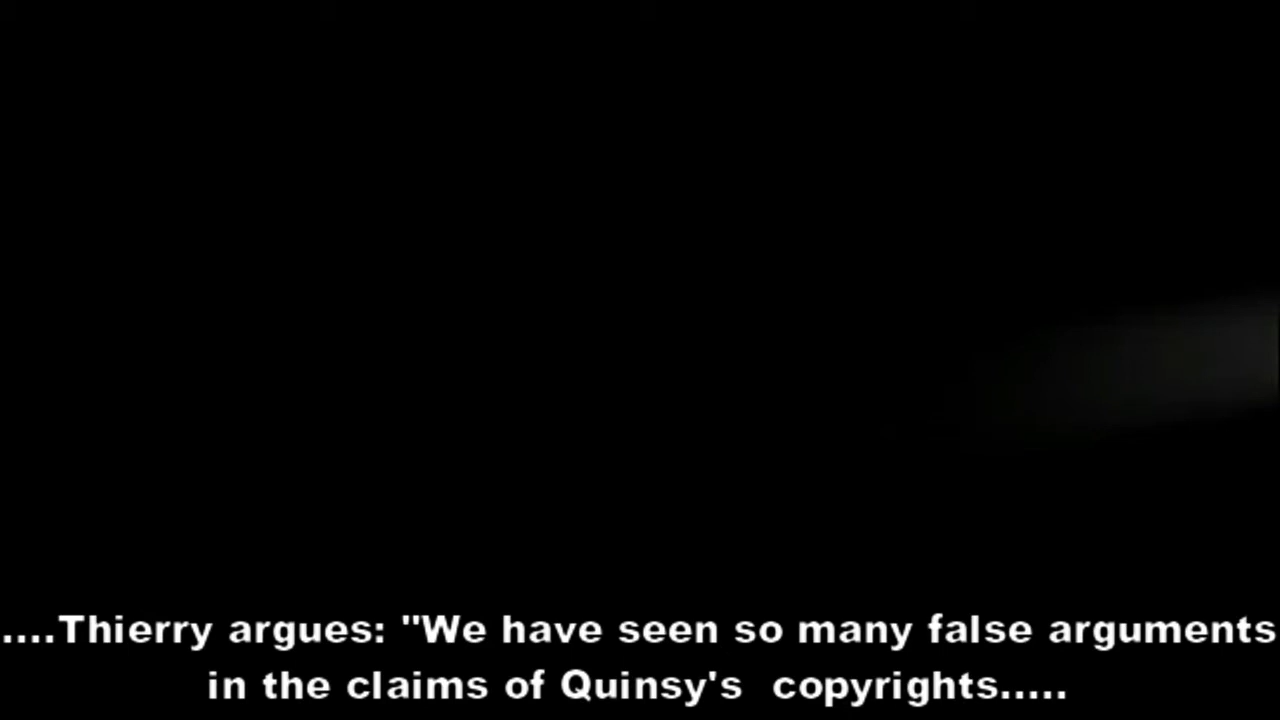 ....Thierry argues: "We have seen so many false arguments
in the claims of Quinsy's  copyrights.....